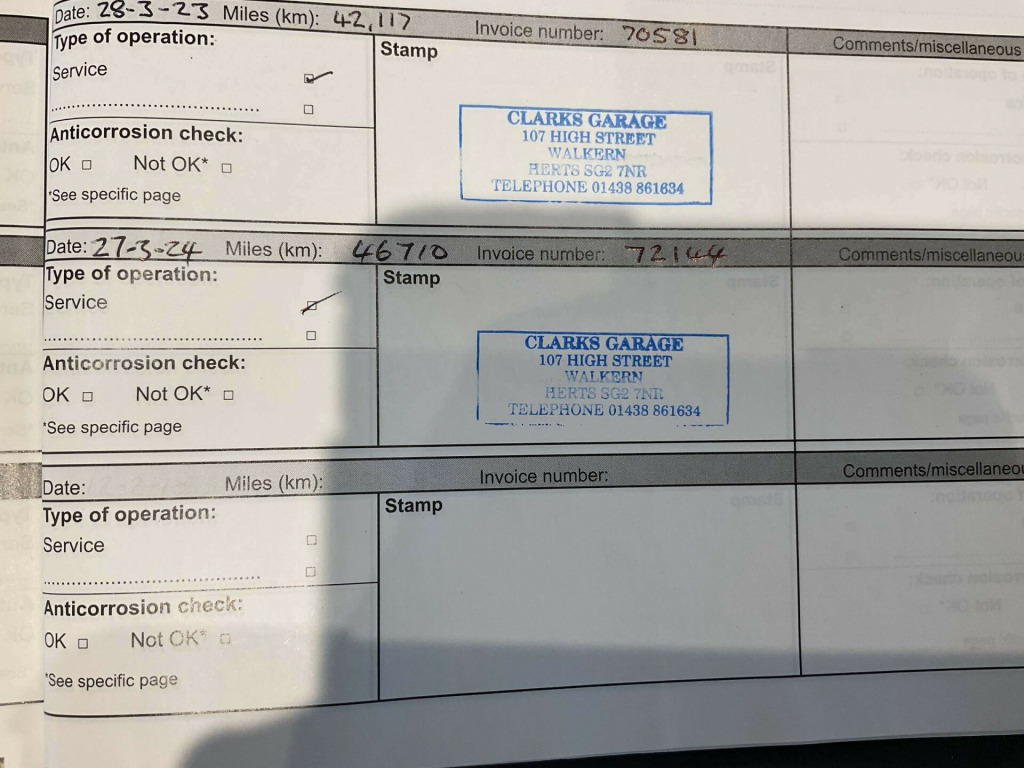 Date: 28-3-23 Miles (km): 42,117 Invoice number: 70581 Comments/miscellaneous
Type of operation: Stamp
Service
CLARKS GARAGE
107 HIGH STREET
WALKERN
HERTS SG2 7NR
TELEPHONE 01438 861634
Anticorrosion check:
OK Not OK*
*See specific page
Date: 27-3-24 Miles (km): 46710 Invoice number: 72144 Comments/miscellaneou
Type of operation: Stamp
Service
CLARKS GARAGE
107 HIGH STREET
WALKERN
HERTS SG2 7NR
TELEPHONE 01438 861634
Anticorrosion check:
OK Not OK*
*See specific page
Date: Miles (km): Invoice number: Comments/miscellaneou
Type of operation: Stamp
Service
Anticorrosion check:
OK Not OK*
*See specific page